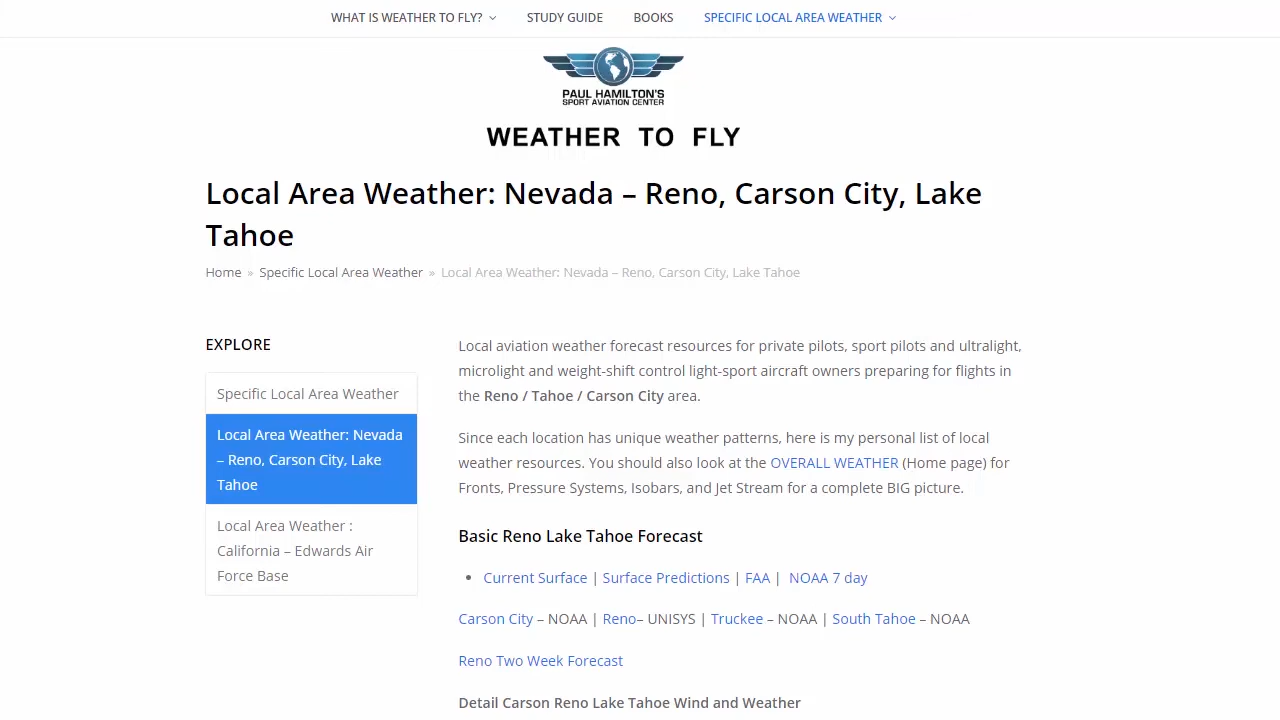 WHAT IS WEATHER TO FLY? STUDY GUIDE BOOKS SPECIFIC LOCAL AREA WEATHER
PAUL HAMILTON'S
SPORT AVIATION CENTER
WEATHER TO FLY
Local Area Weather: Nevada – Reno, Carson City, Lake
Tahoe
Home » Specific Local Area Weather » Local Area Weather: Nevada – Reno, Carson City, Lake Tahoe
EXPLORE
Specific Local Area Weather
Local Area Weather: Nevada
– Reno, Carson City, Lake
Tahoe
Local Area Weather :
California – Edwards Air
Force Base
Local aviation weather forecast resources for private pilots, sport pilots and ultralight,
microlight and weight-shift control light-sport aircraft owners preparing for flights in
the Reno / Tahoe / Carson City area.
Since each location has unique weather patterns, here is my personal list of local
weather resources. You should also look at the OVERALL WEATHER (Home page) for
Fronts, Pressure Systems, Isobars, and Jet Stream for a complete BIG picture.
Basic Reno Lake Tahoe Forecast
• Current Surface | Surface Predictions | FAA | NOAA 7 day
Carson City – NOAA | Reno– UNISYS | Truckee – NOAA | South Tahoe – NOAA
Reno Two Week Forecast
Detail Carson Reno Lake Tahoe Wind and Weather